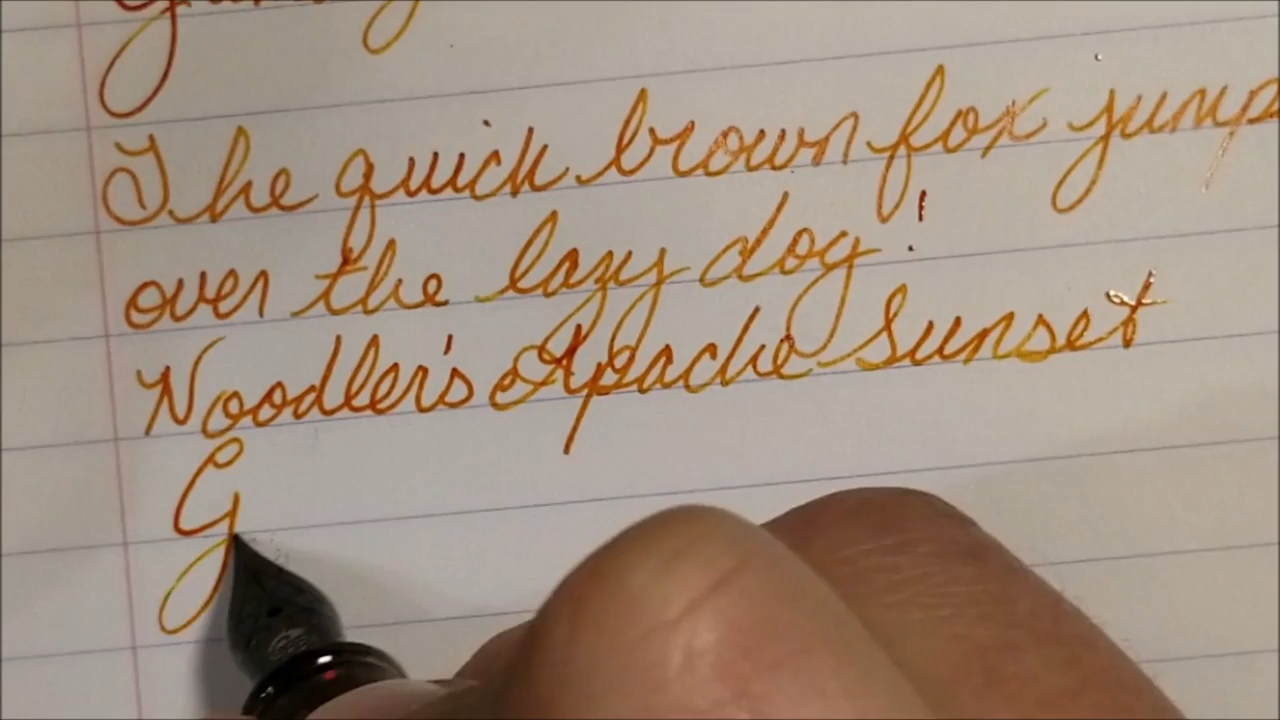 The quick brown fox jump
over the lazy dog!
Noodler's Apache Sunset
G